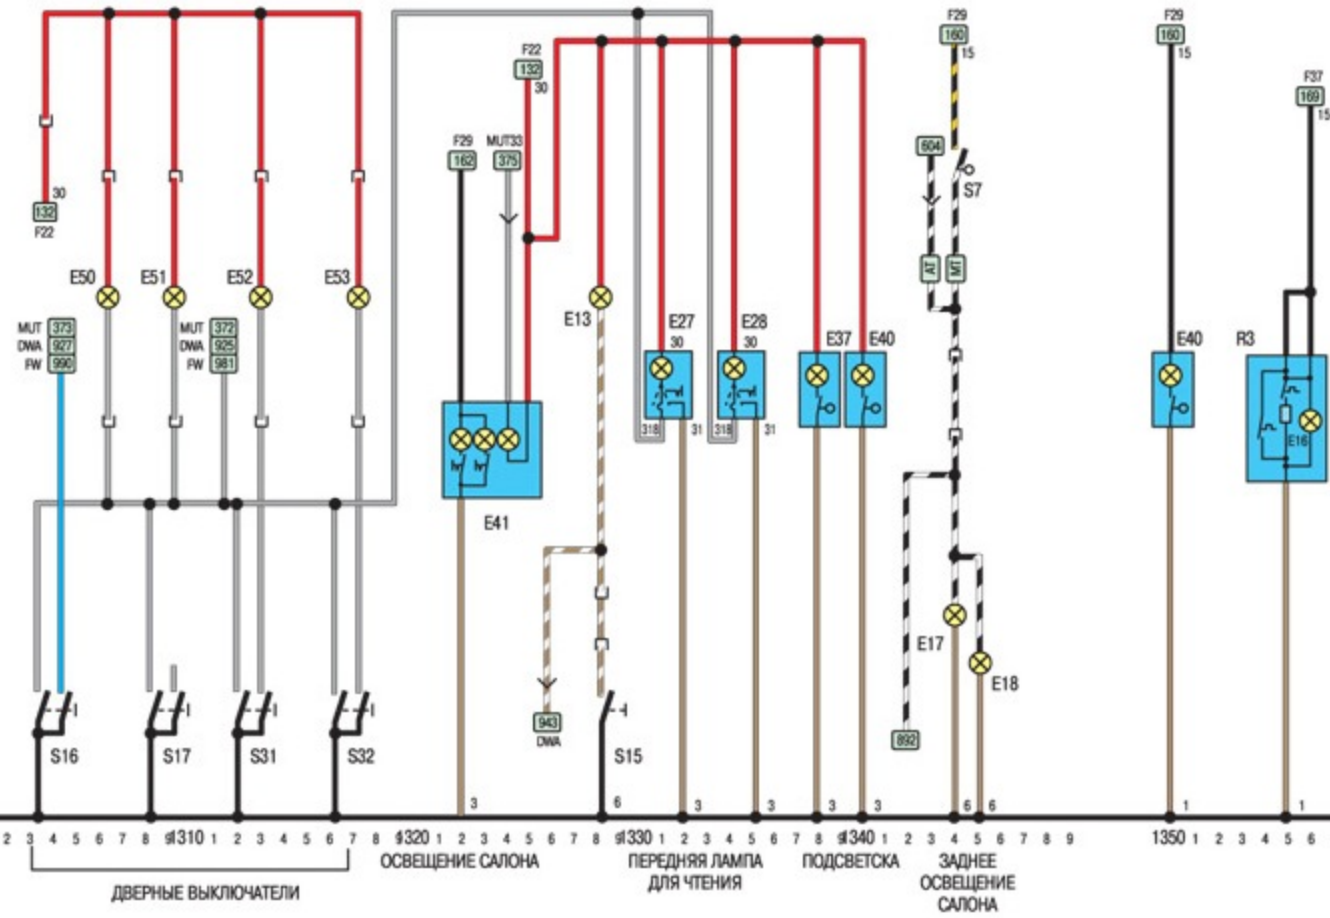 F29
F29
160
160
15
15
F22
132
30
F37
169
15
F29
MUT33
162
375
604
S7
30
132
F22
AT
MT
E50
E51
E52
E53
E13
E27
E28
30
30
E37
E40
E40
R3
MUT 373
DWA 927
FW 990
MUT 372
DWA 925
FW 981
318
31
318
31
E16
E41
E17
E18
943
DWA
892
S16
S17
S31
S32
S15
3
6
3
3
3
3
6
6
1
1
2 3 4 5 6 7 8 9 1310 1 2 3 4 5 6 7 8 9 1320 1 2 3 4 5 6 7 8 9 1330 1 2 3 4 5 6 7 8 9 1340 1 2 3 4 5 6 7 8 9 1350 1 2 3 4 5 6
ОСВЕЩЕНИЕ САЛОНА
ПЕРЕДНЯЯ ЛАМПА
ДЛЯ ЧТЕНИЯ
ПОДСВЕТСКА
ЗАДНЕЕ
ОСВЕЩЕНИЕ
САЛОНА
ДВЕРНЫЕ ВЫКЛЮЧАТЕЛИ